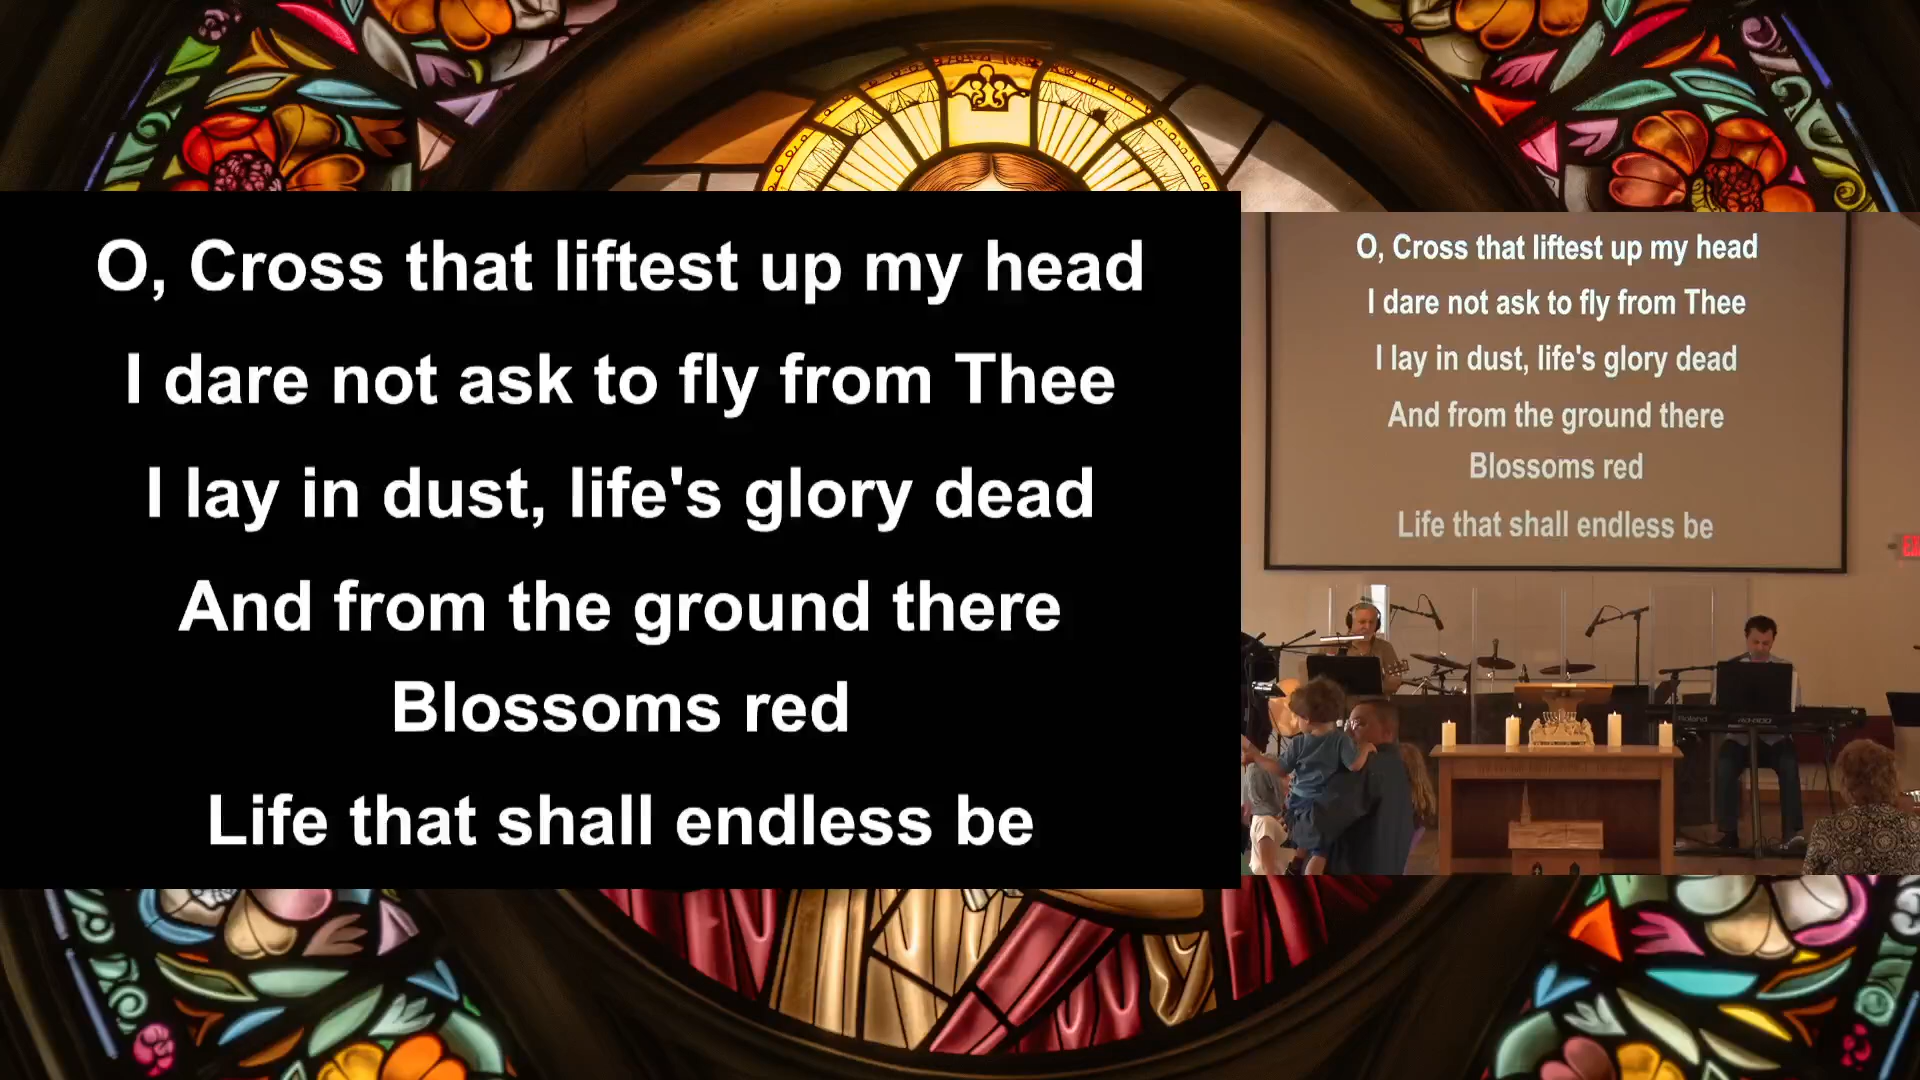 O, Cross that liftest up my head
I dare not ask to fly from Thee
I lay in dust, life's glory dead
And from the ground there
Blossoms red
Life that shall endless be
O, Cross that liftest up my head
I dare not ask to fly from Thee
I lay in dust, life's glory dead
And from the ground there
Blossoms red
Life that shall endless be
Roland